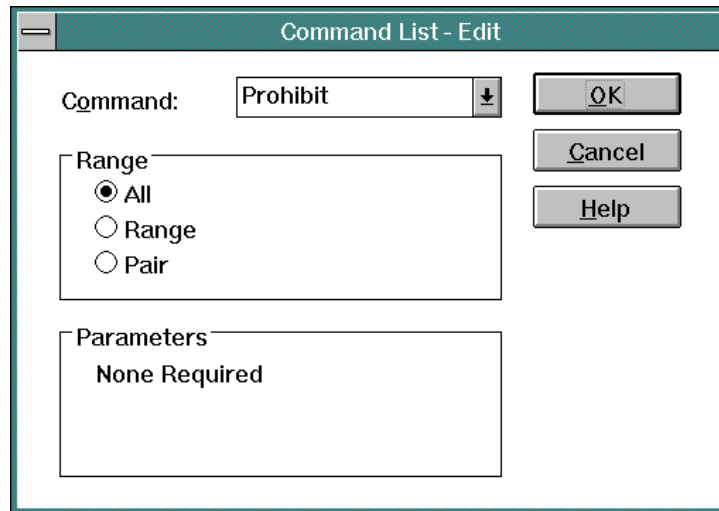 Command List - Edit
Command:
Prohibit
OK
Cancel
Help
Range
All
Range
Pair
Parameters
None Required